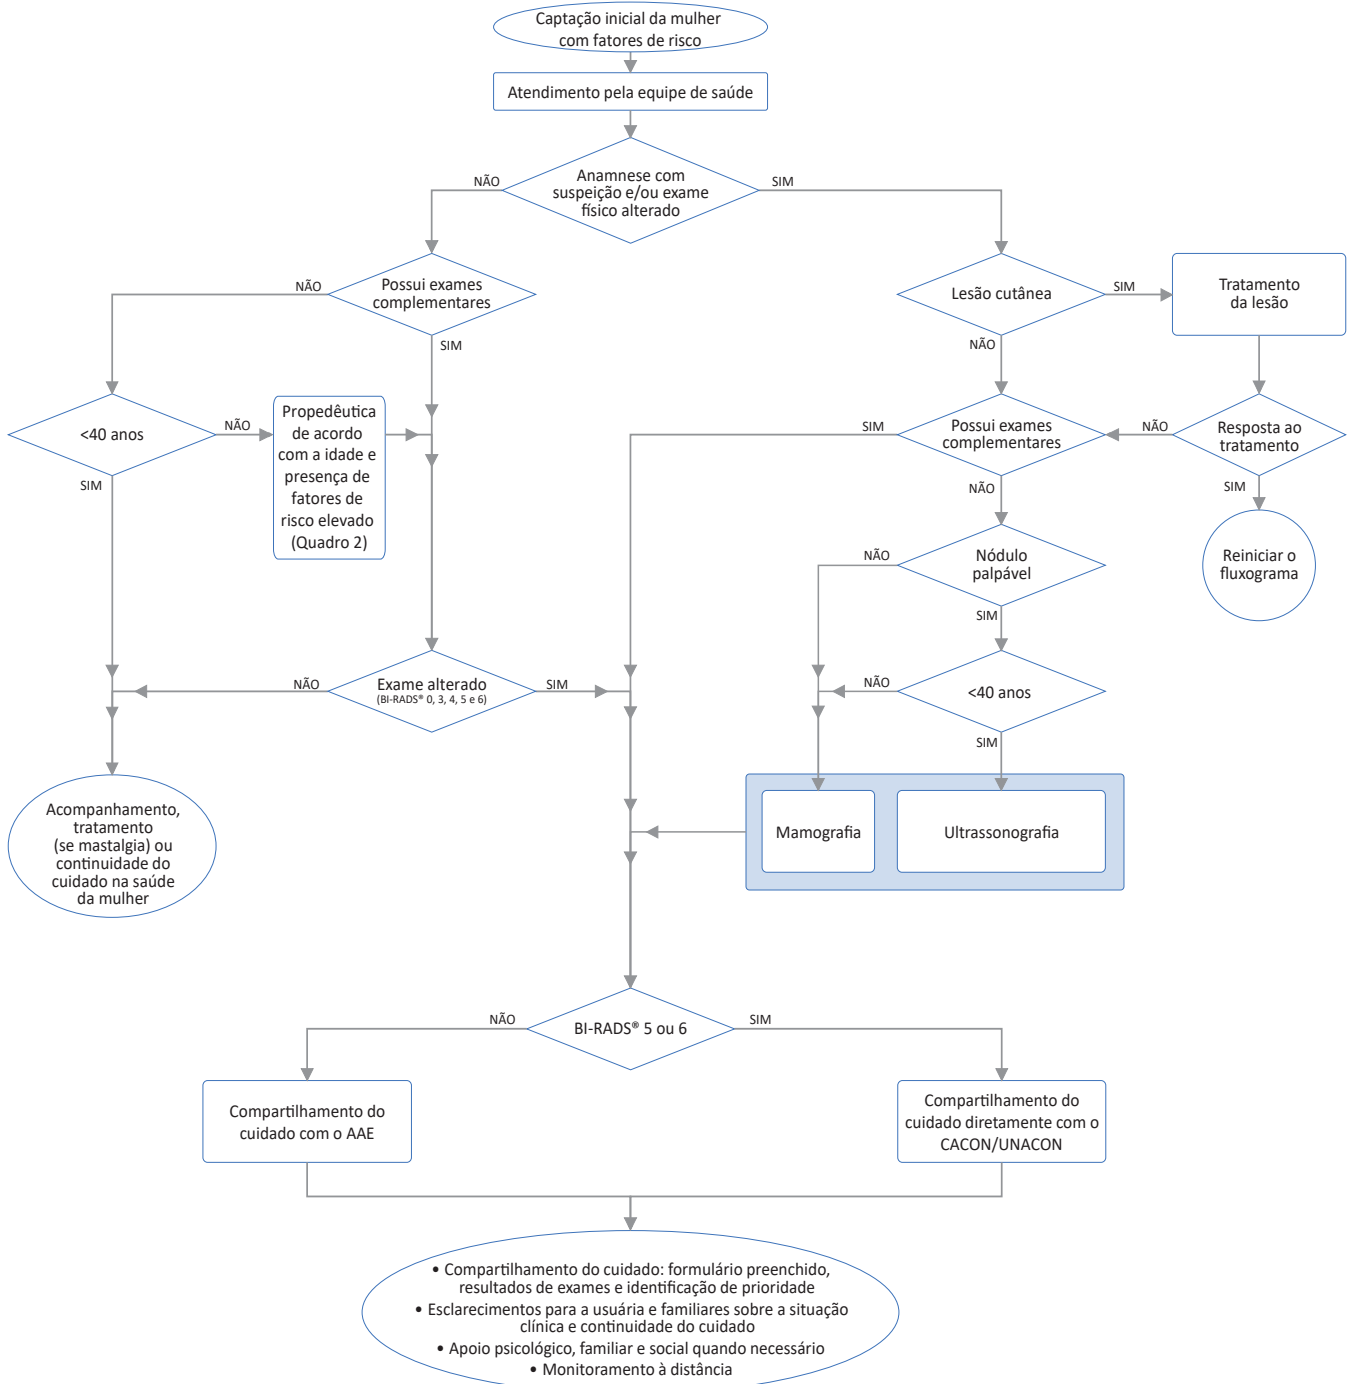 Captação inicial da mulher
com fatores de risco
Atendimento pela equipe de saúde
Anamnese com
suspeição e/ou exame
físico alterado
NÃO
SIM
Possui exames
complementares
NÃO
SIM
Lesão cutânea
SIM
NÃO
Tratamento
da lesão
<40 anos
NÃO
SIM
Propedêutica
de acordo
com a idade e
presença de
fatores de
risco elevado
(Quadro 2)
Possui exames
complementares
SIM
NÃO
NÃO
Resposta ao
tratamento
SIM
Reiniciar o
fluxograma
Nódulo
palpável
NÃO
SIM
Exame alterado
(BI-RADS® 0, 3, 4, 5 e 6)
NÃO
SIM
<40 anos
NÃO
SIM
Acompanhamento,
tratamento
(se mastalgia) ou
continuidade do
cuidado na saúde
da mulher
Mamografia
Ultrassonografia
BI-RADS® 5 ou 6
NÃO
SIM
Compartilhamento do
cuidado com o AAE
Compartilhamento do
cuidado diretamente com o
CACON/UNACON
• Compartilhamento do cuidado: formulário preenchido,
resultados de exames e identificação de prioridade
• Esclarecimentos para a usuária e familiares sobre a situação
clínica e continuidade do cuidado
• Apoio psicológico, familiar e social quando necessário
• Monitoramento à distância